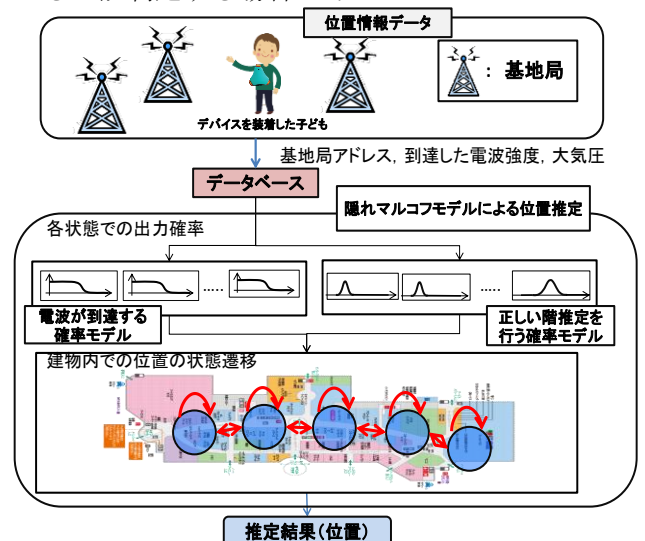 位置情報データ
: 基地局
デバイスを装着した子ども
基地局アドレス, 到達した電波強度, 大気圧
データベース
隠れマルコフモデルによる位置推定
各状態での出力確率
.....
.....
電波が到達する
確率モデル
正しい階推定を
行う確率モデル
建物内での位置の状態遷移
推定結果(位置)